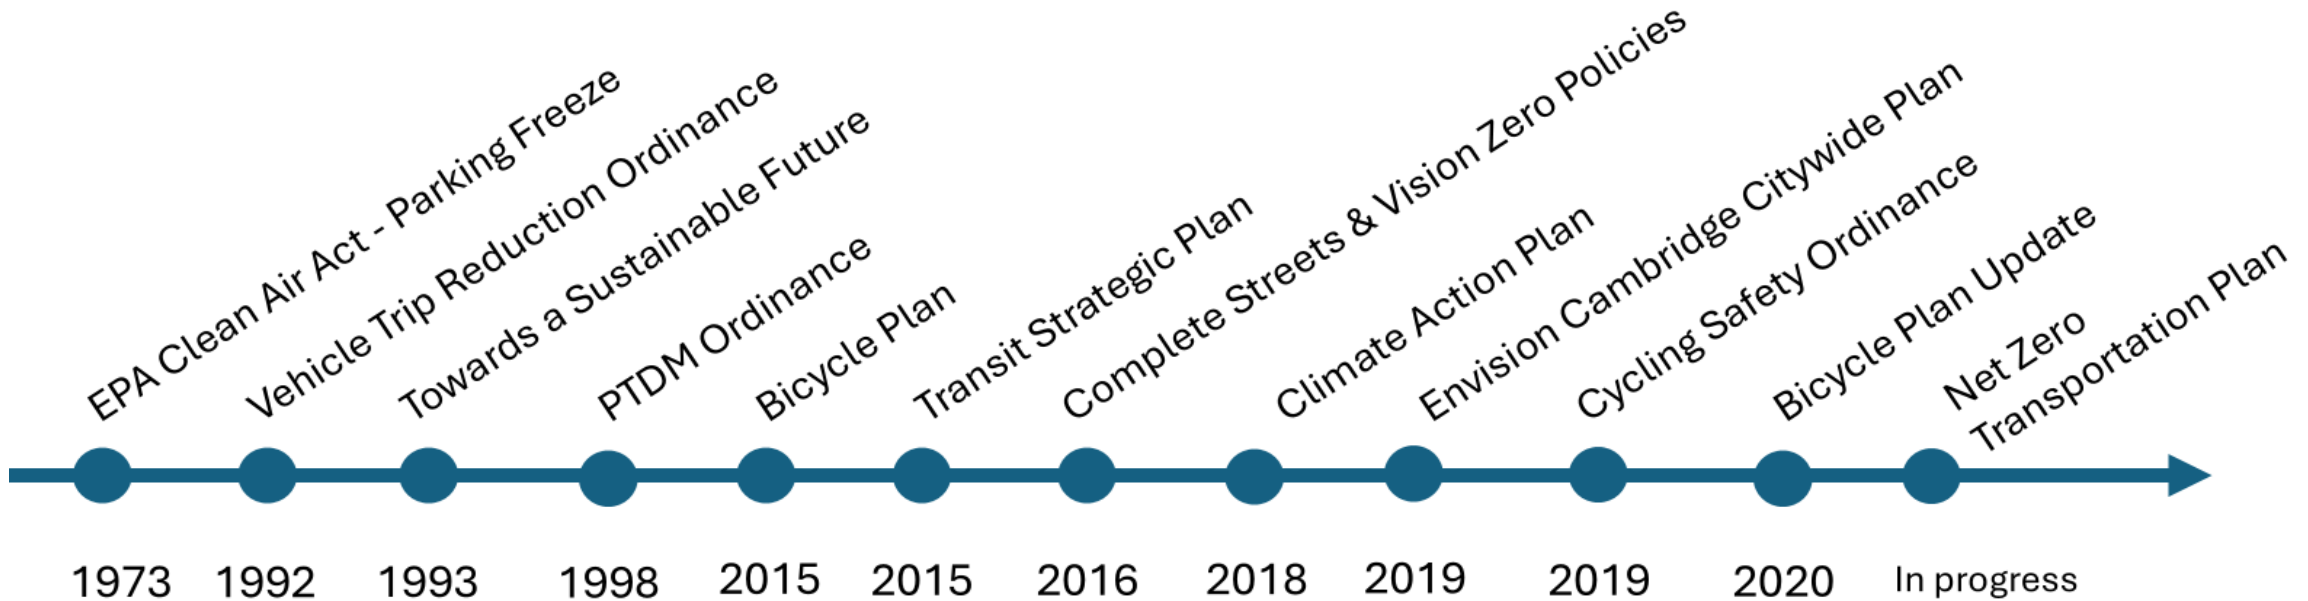 EPA Clean Air Act - Parking Freeze
Vehicle Trip Reduction Ordinance
Towards a Sustainable Future
PTDM Ordinance
Bicycle Plan
Transit Strategic Plan
Complete Streets & Vision Zero Policies
Climate Action Plan
Envision Cambridge Citywide Plan
Cycling Safety Ordinance
Bicycle Plan Update
Net Zero
Transportation Plan
1973
1992
1993
1998
2015
2015
2016
2018
2019
2019
2020
In progress